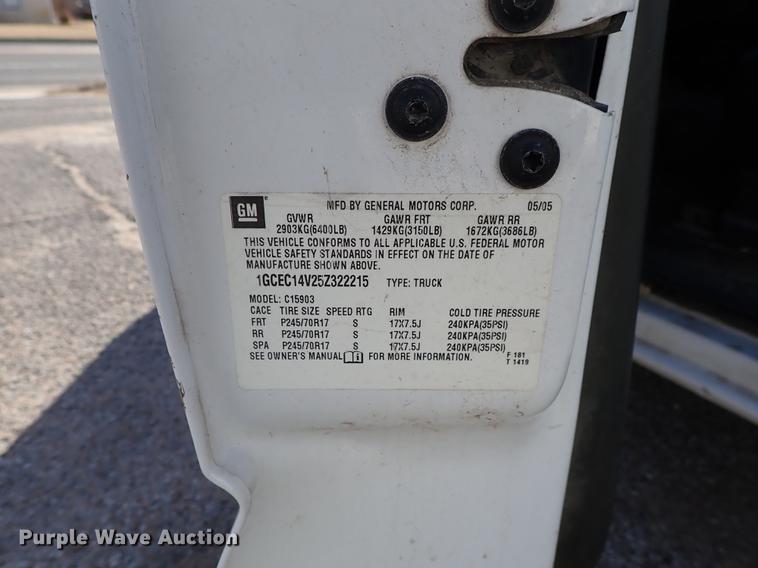 GM MFD BY GENERAL MOTORS CORP. 05/05
GVWR GAWR FRT GAWR RR
2903KG(6400LB) 1429KG(3150LB) 1672KG(3686LB)
THIS VEHICLE CONFORMS TO ALL APPLICABLE U.S. FEDERAL MOTOR
VEHICLE SAFETY STANDARDS IN EFFECT ON THE DATE OF
MANUFACTURE SHOWN ABOVE.
1GCEC14V25Z322215 TYPE: TRUCK
MODEL: C15903
CACE TIRE SIZE SPEED RTG RIM COLD TIRE PRESSURE
FRT P245/70R17 S 17X7.5J 240KPA(35PSI)
RR P245/70R17 S 17X7.5J 240KPA(35PSI)
SPA P245/70R17 S 17X7.5J 240KPA(35PSI)
SEE OWNER'S MANUAL FOR MORE INFORMATION.
F 181
T 1419
Purple Wave Auction